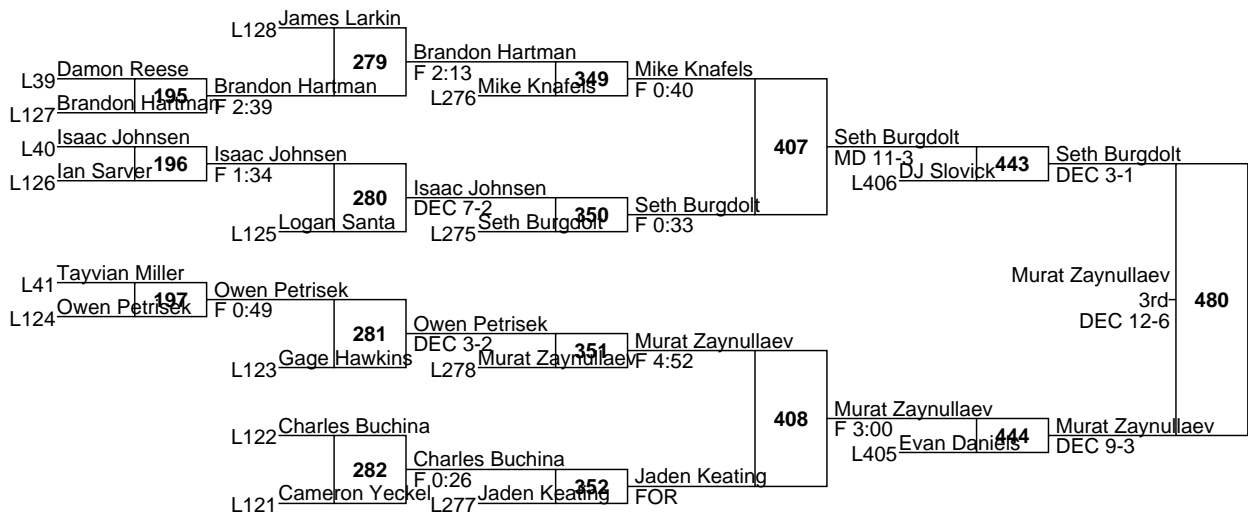 L128 James Larkin
279
Brandon Hartman
F 2:13
L39 Damon Reese
195
L127 Brandon Hartman
Brandon Hartman
F 2:39
L276 Mike Knafels
349
Mike Knafels
F 0:40
L40 Isaac Johnsen
196
L126 Ian Sarver
Isaac Johnsen
F 1:34
280
L125 Logan Santa
Isaac Johnsen
DEC 7-2
L275 Seth Burgdolt
350
Seth Burgdolt
F 0:33
407
Seth Burgdolt
MD 11-3
L406 DJ Slovick
443
Seth Burgdolt
DEC 3-1
L41 Tayvian Miller
197
L124 Owen Petrisek
Owen Petrisek
F 0:49
281
L123 Gage Hawkins
Owen Petrisek
DEC 3-2
L278 Murat Zaynullaev
351
Murat Zaynullaev
F 4:52
L122 Charles Buchina
282
L121 Cameron Yeckel
Charles Buchina
F 0:26
L277 Jaden Keating
352
Jaden Keating
FOR
408
Murat Zaynullaev
F 3:00
L405 Evan Daniels
444
Murat Zaynullaev
DEC 9-3
480
Murat Zaynullaev
3rd
DEC 12-6